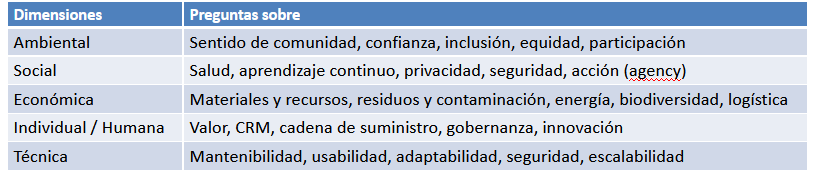 Dimensiones Preguntas sobre
Ambiental Sentido de comunidad, confianza, inclusión, equidad, participación
Social Salud, aprendizaje continuo, privacidad, seguridad, acción (agency)
Económica Materiales y recursos, residuos y contaminación, energía, biodiversidad, logística
Individual / Humana Valor, CRM, cadena de suministro, gobernanza, innovación
Técnica Mantenibilidad, usabilidad, adaptabilidad, seguridad, escalabilidad